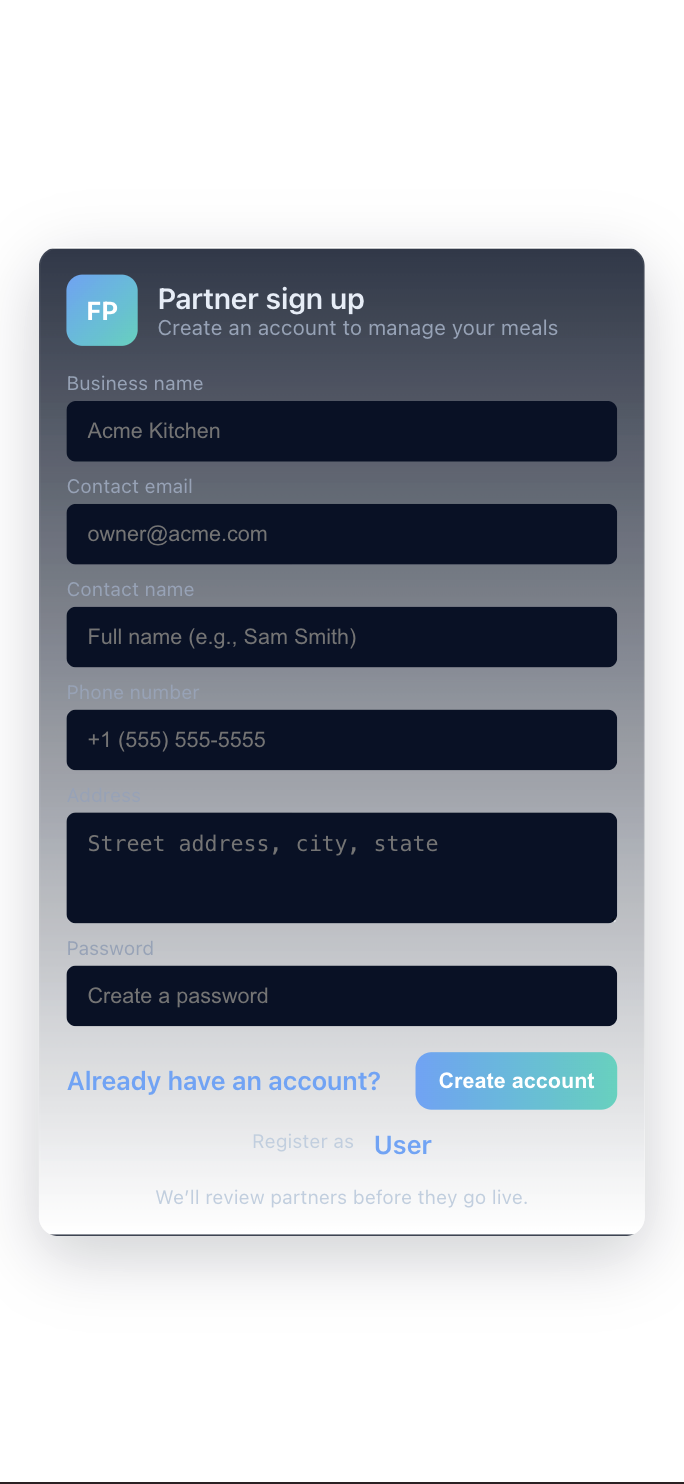 FP
Partner sign up
Create an account to manage your meals
Business name
Acme Kitchen
Contact email
owner@acme.com
Contact name
Full name (e.g., Sam Smith)
Phone number
+1 (555) 555-5555
Address
Street address, city, state
Password
Create a password
Already have an account? Create account
Register as User
We’ll review partners before they go live.